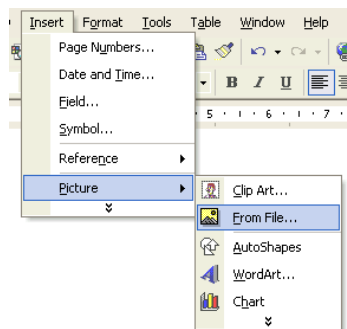 Insert Format Tools Table Window Help
Page Numbers...
Date and Time...
B I U
Field...
5 6 7
Symbol...
Reference
Picture
Clip Art...
From File...
AutoShapes
WordArt...
Chart